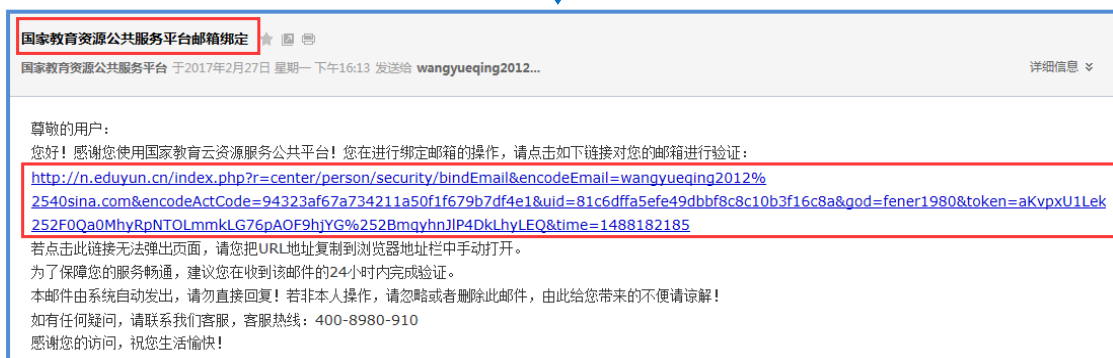 国家教育资源公共服务平台邮箱绑定
国家教育资源公共服务平台 于2017年2月27日 星期一 下午16:13 发送给 wangyueqing2012...
详细信息
尊敬的用户：
您好！感谢您使用国家教育云资源服务公共平台！您在进行绑定邮箱的操作，请点击如下链接对您的邮箱进行验证：
http://n.eduyun.cn/index.php?r=center/person/security/bindEmail&encodeEmail=wangyueqing2012%
2540sina.com&encodeActCode=94323af67a734211a50f1f679b7df4e1&uid=81c6dffa5efe49dbbf8c8c10b3f16c8a&god=fener1980&token=aKvpxU1Lek
252F0Qa0MhyRpNTOLmmkLG76pAOF9hjYG%252BmqyhnJlP4DkLhyLEQ&time=1488182185
若点击此链接无法弹出页面，请您把URL地址复制到浏览器地址栏中手动打开。
为了保障您的服务畅通，建议您在收到该邮件的24小时内完成验证。
本邮件由系统自动发出，请勿直接回复！若非本人操作，请忽略或者删除此邮件，由此给您带来的不便请谅解！
如有任何疑问，请联系我们客服，客服热线：400-8980-910
感谢您的访问，祝您生活愉快！